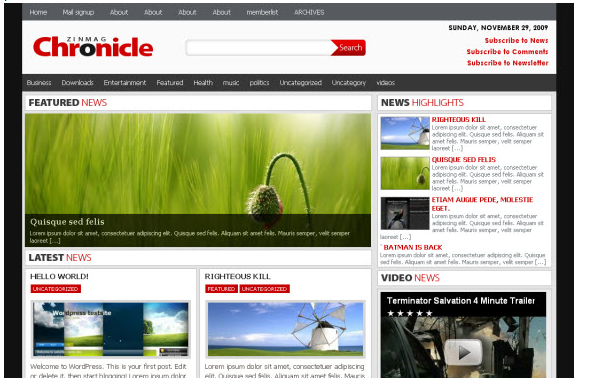 Home Mail signup About About About About memberlist ARCHIVES
SUNDAY, NOVEMBER 29, 2009
ZINMAG
Chronicle
Search
Subscribe to News
Subscribe to Comments
Subscribe to Newsletter
Business Downloads Entertainment Featured Health music politics Uncategorized Uncategory videos
FEATURED NEWS
Quisque sed felis
Lorem ipsum dolor sit amet, consectetuer adipiscing elit. Quisque sed felis. Aliquam sit amet felis. Mauris semper, velit semper
laoreet [...]
LATEST NEWS
HELLO WORLD!
UNCATEGORIZED
Wordpress testsite
Welcome to WordPress. This is your first post. Edit
or delete it, then start blogging! Lorem ipsum dolor
RIGHTEOUS KILL
FEATURED UNCATEGORIZED
Lorem ipsum dolor sit amet, consectetuer
adipiscing elit. Quisque sed felis. Aliquam sit
amet felis. Mauris semper, velit semper
NEWS HIGHLIGHTS
RIGHTEOUS KILL
Lorem ipsum dolor sit amet, consectetuer
adipiscing elit. Quisque sed felis. Aliquam sit
amet felis. Mauris semper, velit semper
laoreet [...]
QUISQUE SED FELIS
Lorem ipsum dolor sit amet, consectetuer
adipiscing elit. Quisque sed felis. Aliquam sit
amet felis. Mauris semper, velit semper
laoreet [...]
ETIAM AUGUE PEDE, MOLESTIE
EGET.
Lorem ipsum dolor sit amet, consectetuer
adipiscing elit. Quisque sed felis. Aliquam sit
amet felis. Mauris semper, velit semper
laoreet [...]
BATMAN IS BACK
Lorem ipsum dolor sit amet, consectetuer adipiscing
elit. Quisque sed felis. Aliquam sit amet felis. Mauris
VIDEO NEWS
Terminator Salvation 4 Minute Trailer